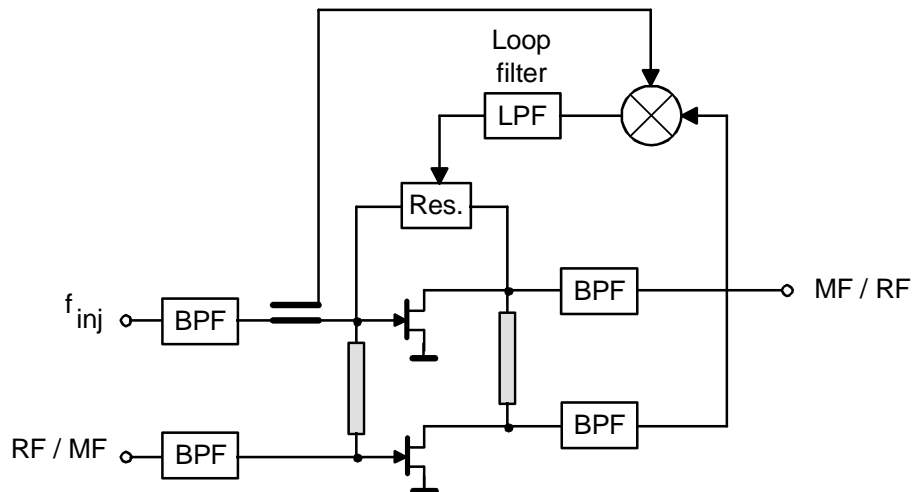 Loop
filter
LPF
Res.
f inj
BPF
BPF
MF / RF
RF / MF
BPF
BPF